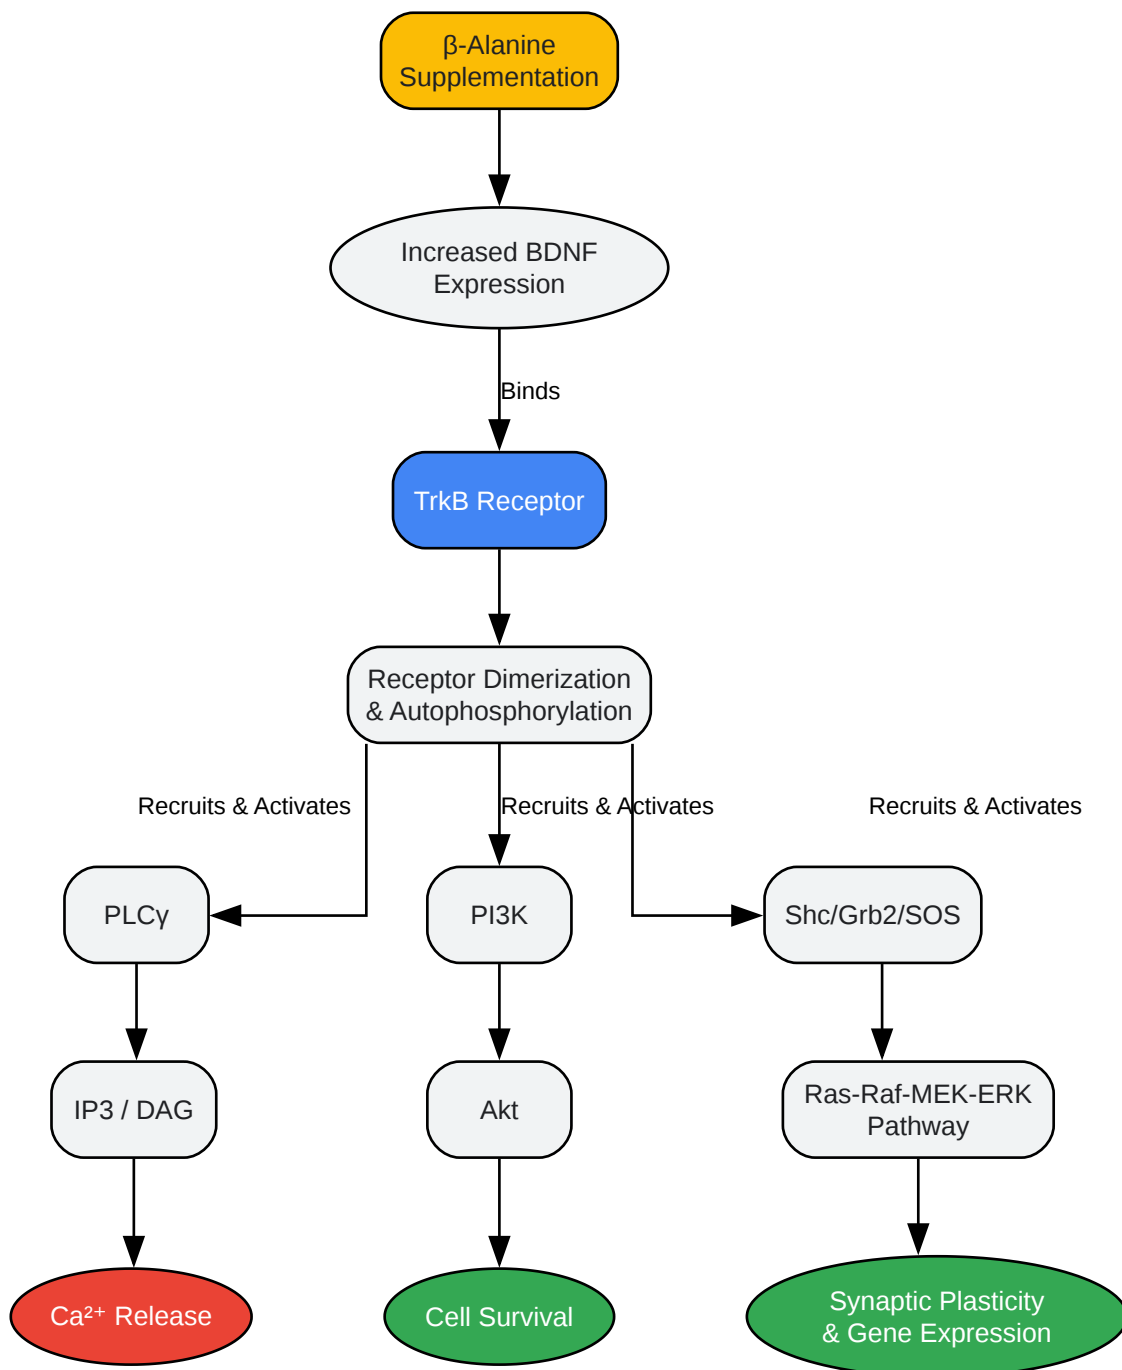 β-Alanine
Supplementation
Increased BDNF
Expression
Binds
TrkB Receptor
Receptor Dimerization
& Autophosphorylation
Recruits & Activates
Recruits & Activates
Recruits & Activates
PLCγ
PI3K
Shc/Grb2/SOS
IP3 / DAG
Akt
Ras-Raf-MEK-ERK
Pathway
Ca²⁺ Release
Cell Survival
Synaptic Plasticity
& Gene Expression